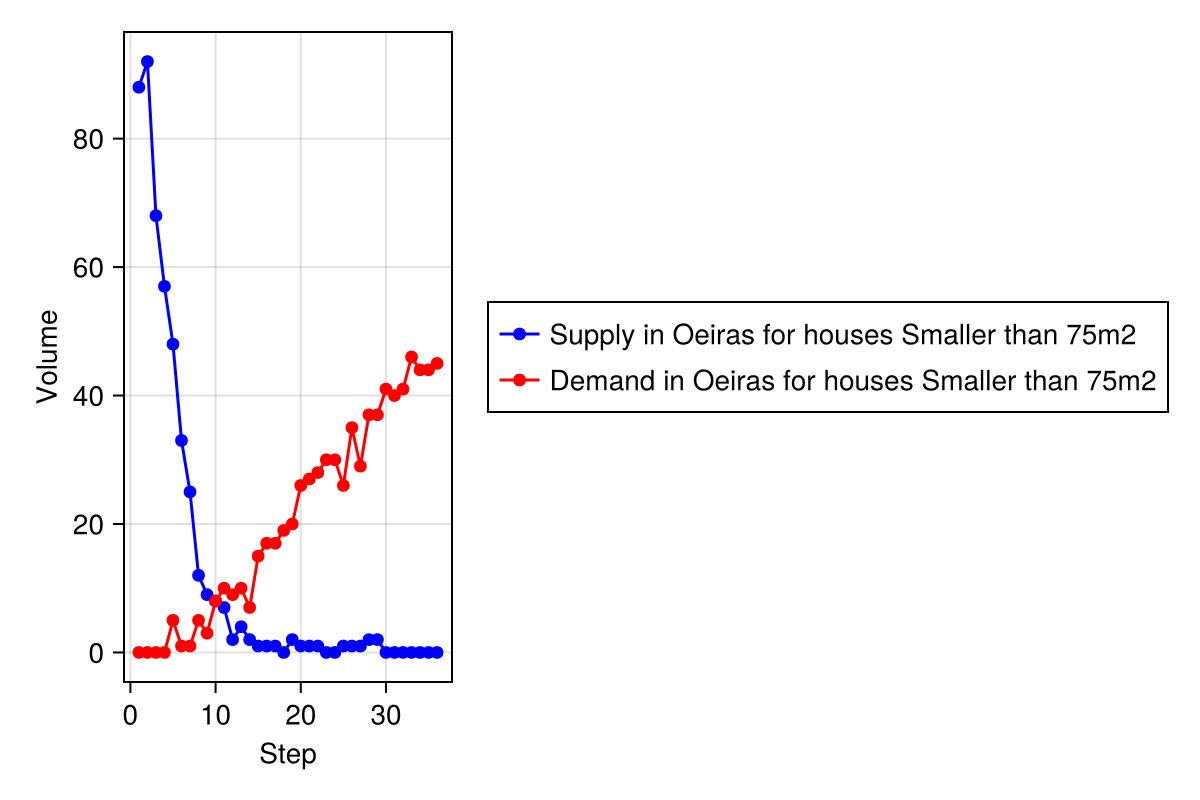 80
60
40
20
0
Volume
0 10 20 30
Step
Supply in Oeiras for houses Smaller than 75m2
Demand in Oeiras for houses Smaller than 75m2